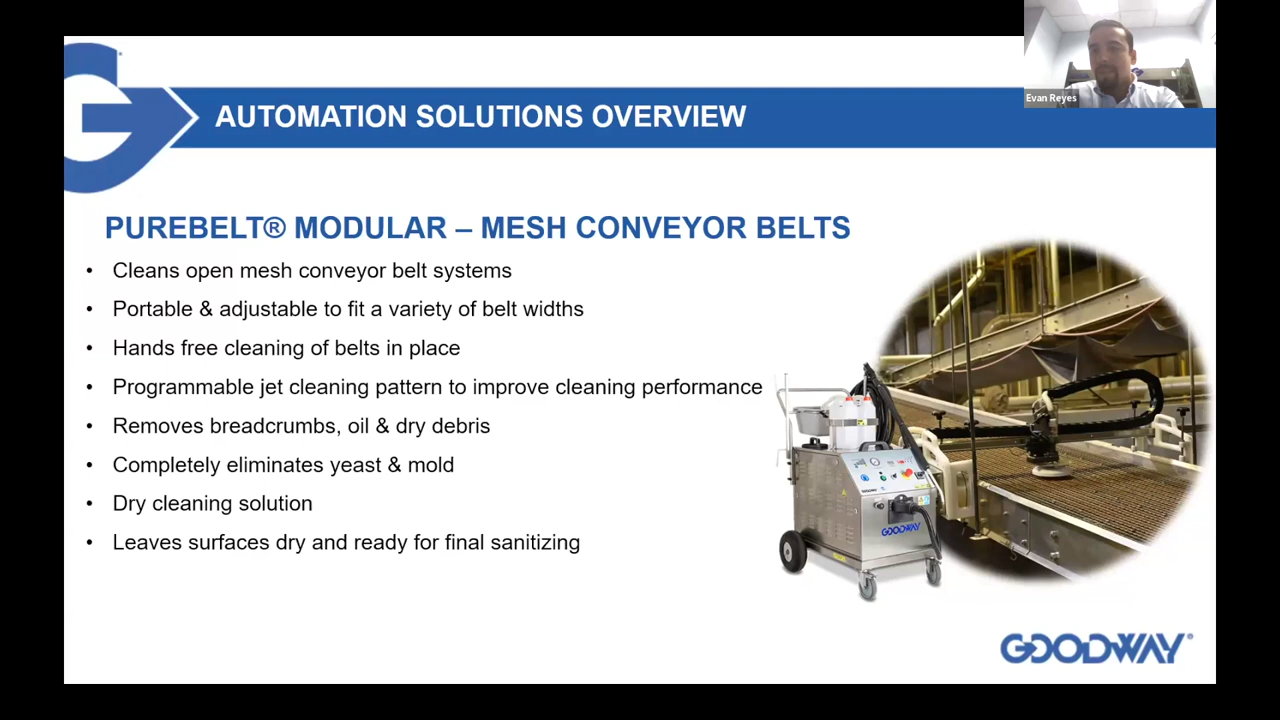 Evan Reyes
AUTOMATION SOLUTIONS OVERVIEW
PUREBELT® MODULAR – MESH CONVEYOR BELTS
• Cleans open mesh conveyor belt systems
• Portable & adjustable to fit a variety of belt widths
• Hands free cleaning of belts in place
• Programmable jet cleaning pattern to improve cleaning performance
• Removes breadcrumbs, oil & dry debris
• Completely eliminates yeast & mold
• Dry cleaning solution
• Leaves surfaces dry and ready for final sanitizing
GOODWAY
GOODWAY®